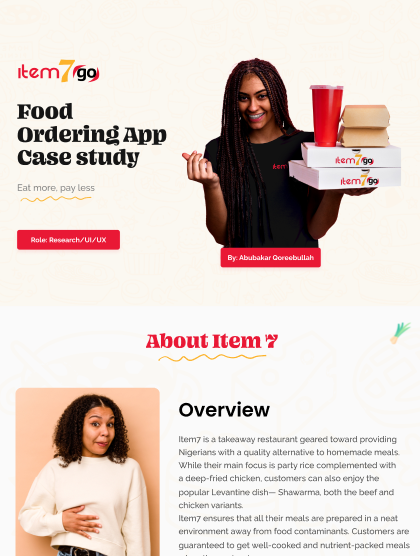 item7go
Food
Ordering App
Case study
Eat more, pay less
Role: Research/UI/UX
item7go
item7go
item7go
By: Abubakar Qoreebullah
About Item 7
Overview
Item7 is a takeaway restaurant geared toward providing
Nigerians with a quality alternative to homemade meals.
While their main focus is party rice complemented with
a deep-fried chicken, customers can also enjoy the
popular Levantine dish— Shawarma, both the beef and
chicken variants.
Item7 ensures that all their meals are prepared in a neat
environment away from food contaminants. Customers are
guaranteed to get well-cooked and nutrient-packed meals